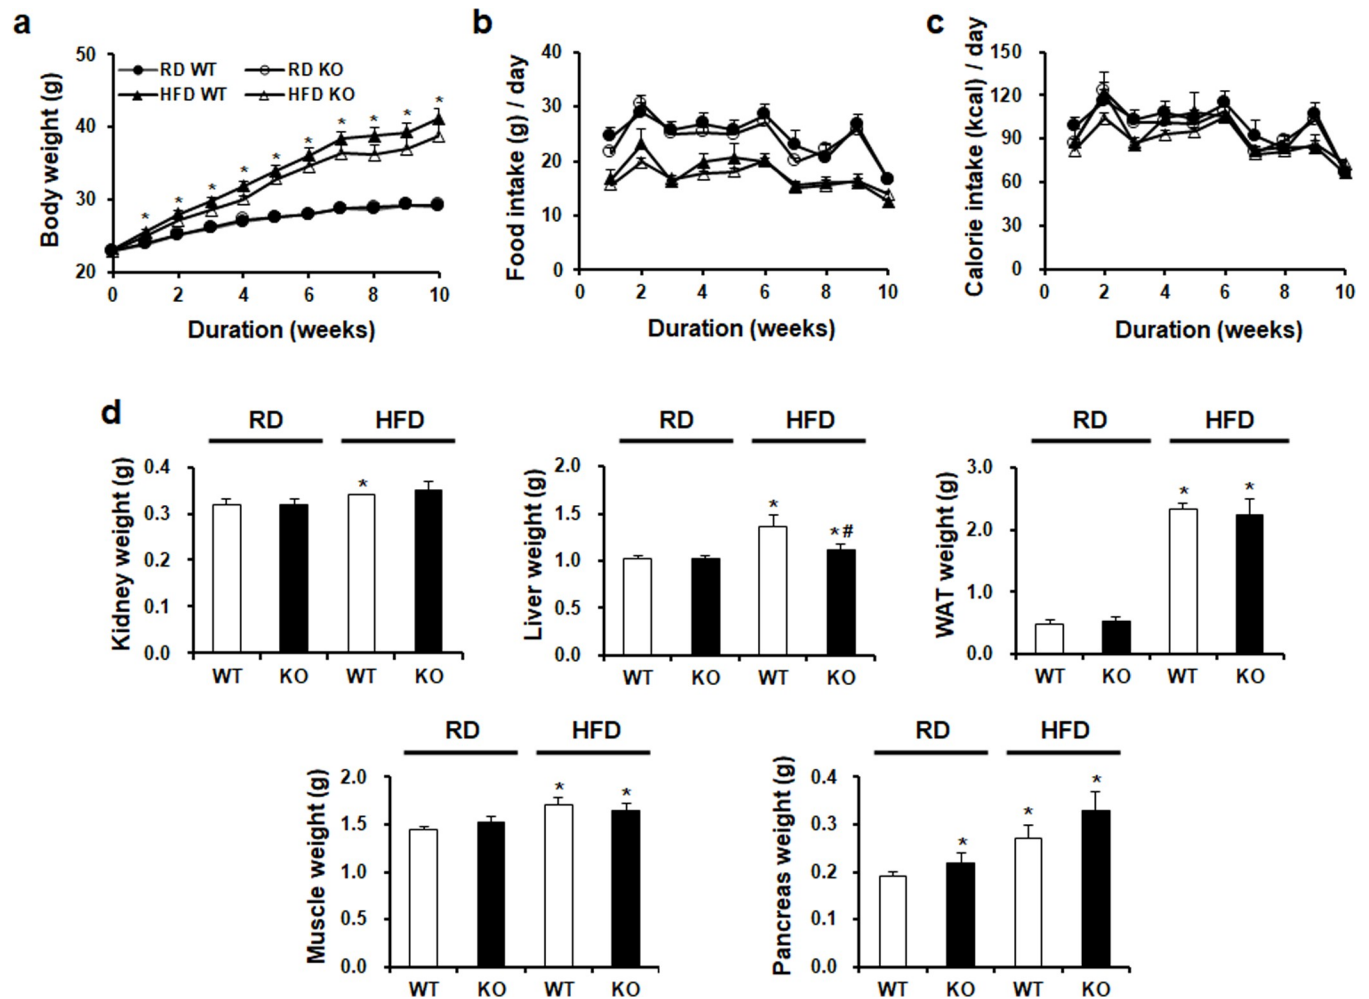 a
Body weight (g)
50
40
30
20
RD WT
RD KO
HFD WT
HFD KO
* * * * * * * * * *
0 2 4 6 8 10
Duration (weeks)
b
Food intake (g) / day
40
30
20
10
0
0 2 4 6 8 10
Duration (weeks)
c
Calorie intake (kcal) / day
150
120
90
60
30
0
0 2 4 6 8 10
Duration (weeks)
d
RD HFD
Kidney weight (g)
0.4
0.3
0.2
0.1
0.0
*
WT KO WT KO
RD HFD
Liver weight (g)
2.0
1.5
1.0
0.5
0.0
*
*#
WT KO WT KO
RD HFD
WAT weight (g)
3.0
2.0
1.0
0.0
* *
WT KO WT KO
RD HFD
Muscle weight (g)
2.0
1.5
1.0
0.5
0.0
* *
WT KO WT KO
RD HFD
Pancreas weight (g)
0.4
0.3
0.2
0.1
0.0
* * *
WT KO WT KO